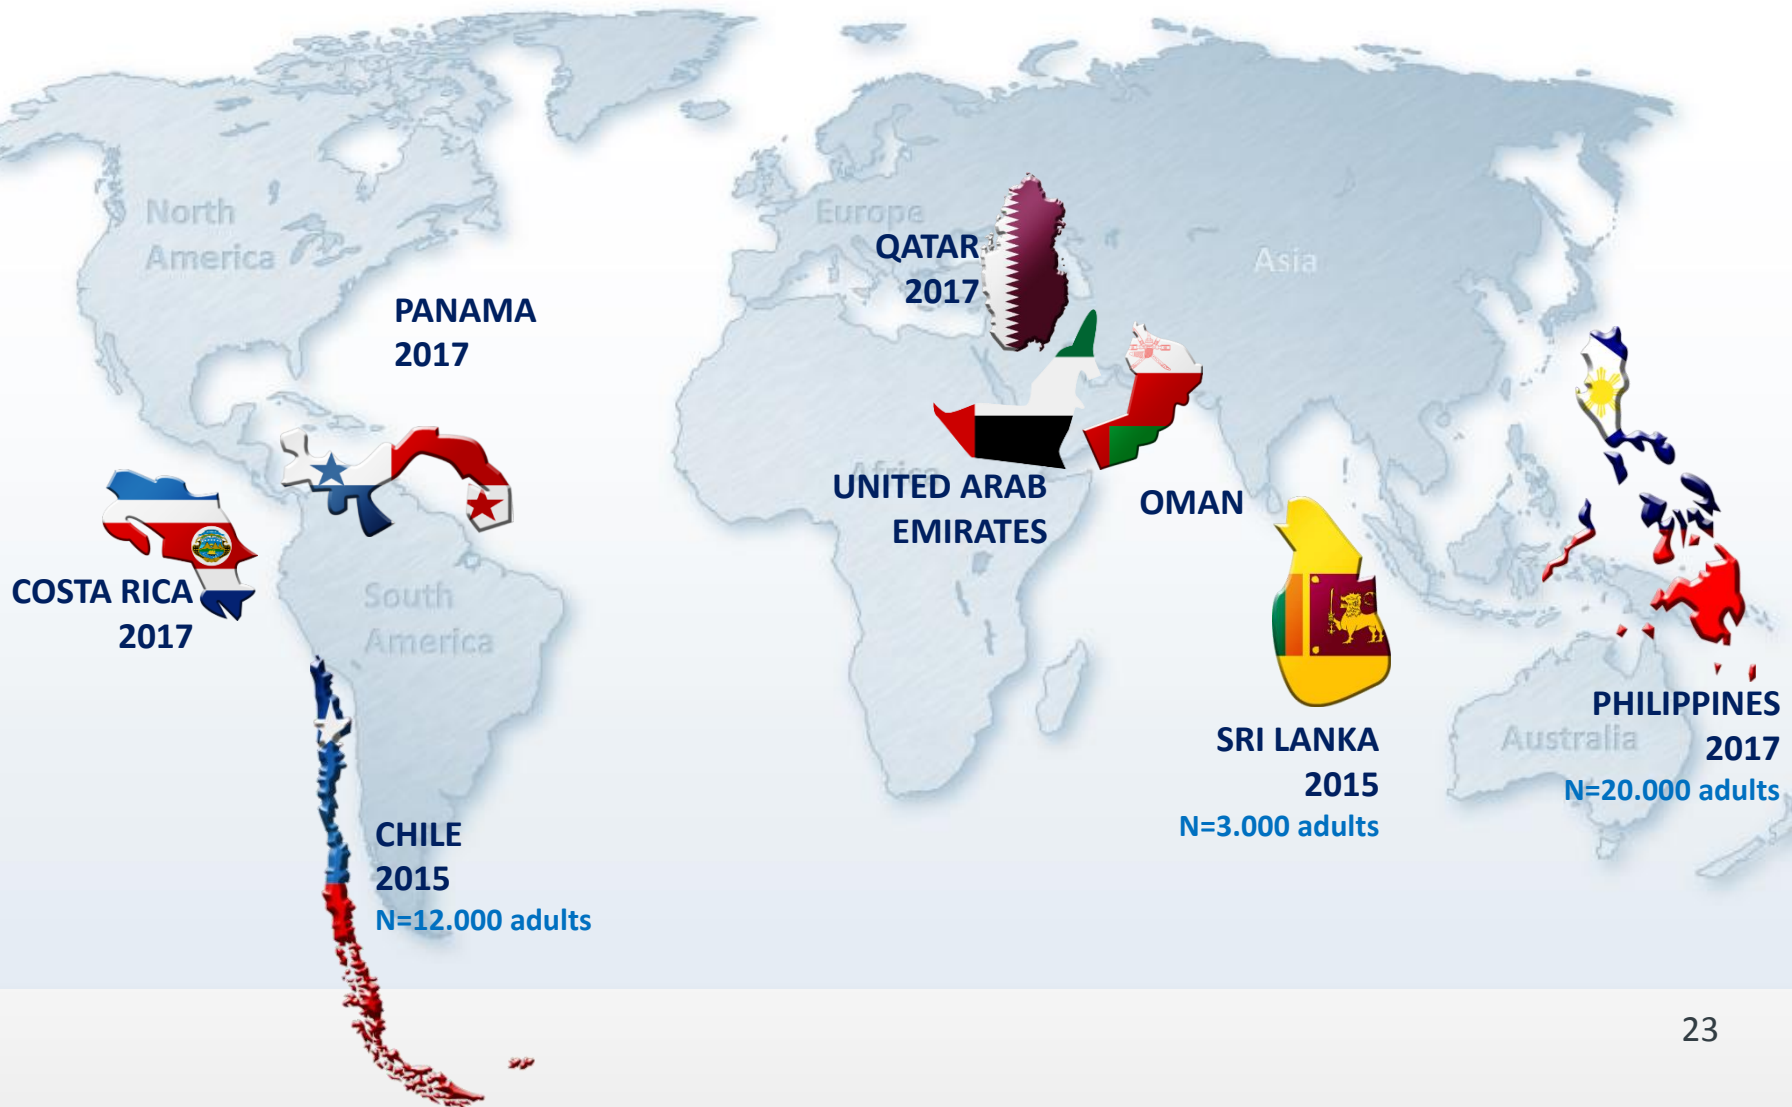 North
America
Europe
Asia
QATAR
2017
PANAMA
2017
Africa
UNITED ARAB
EMIRATES
OMAN
COSTA RICA
2017
South
America
PHILIPPINES
2017
N=20.000 adults
Australia
SRI LANKA
2015
N=3.000 adults
CHILE
2015
N=12.000 adults
23